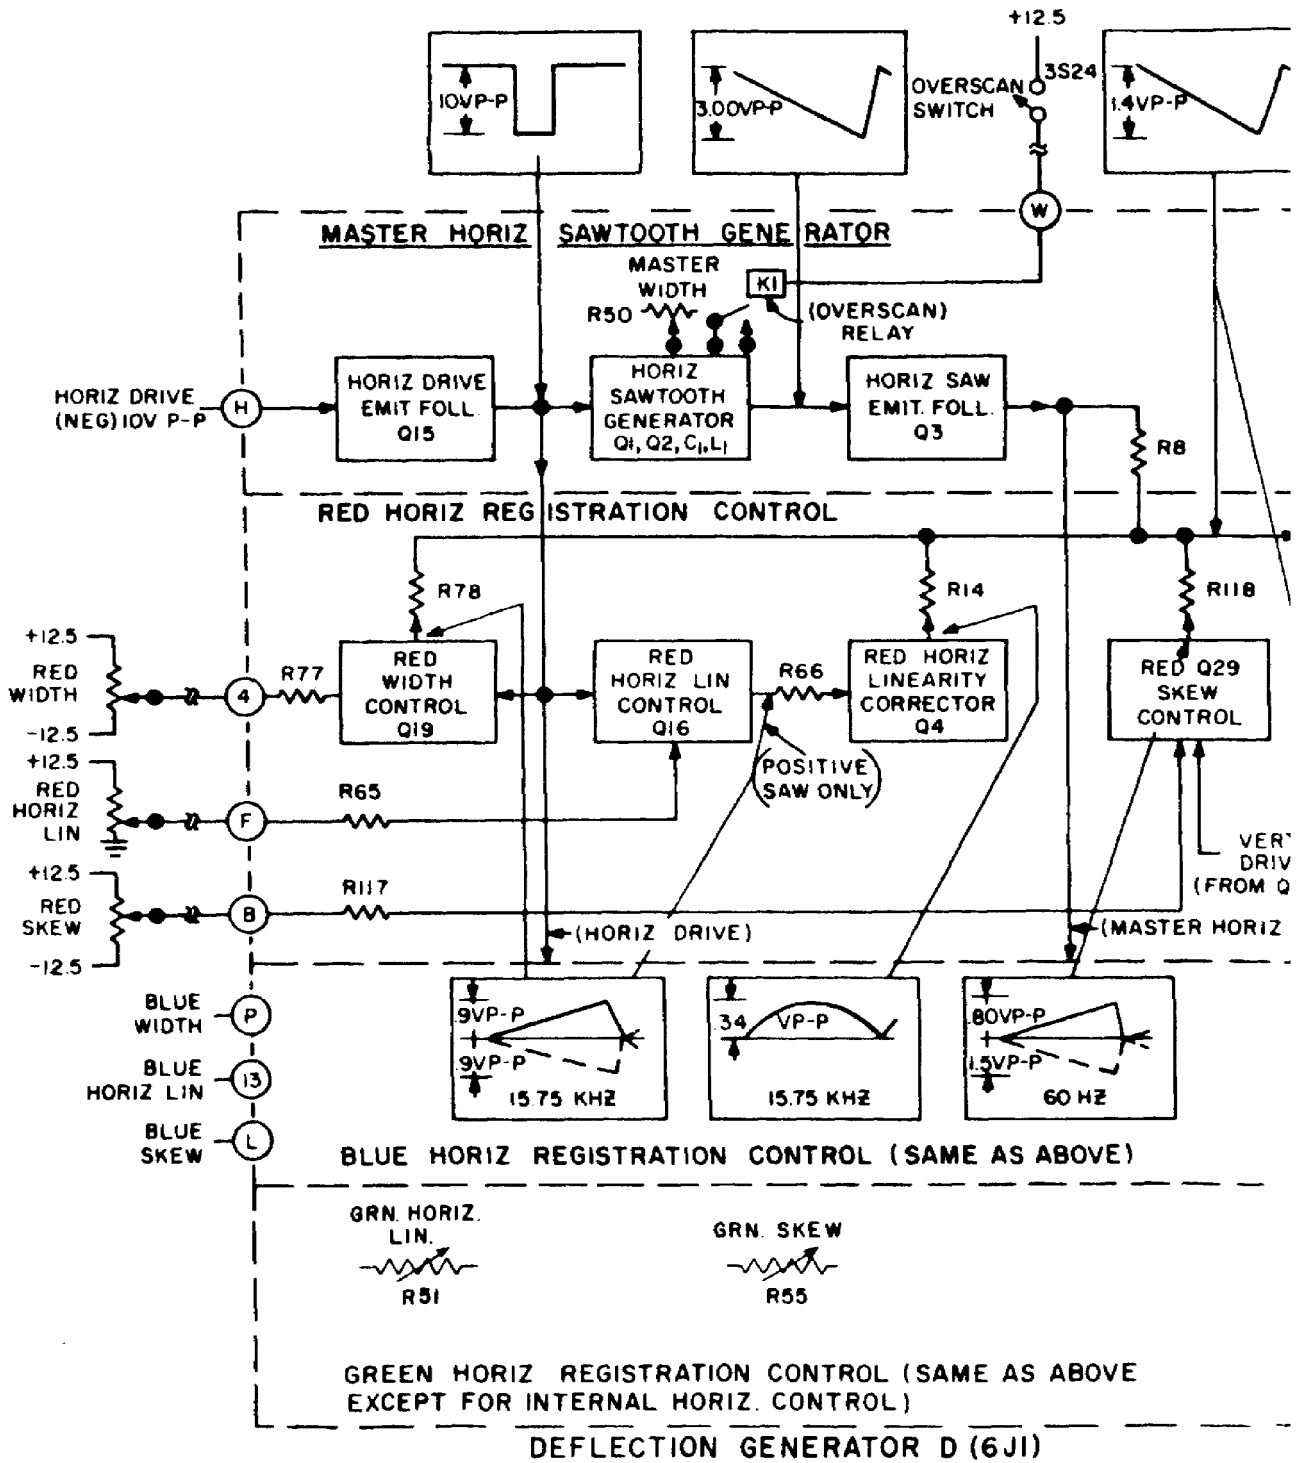 +12.5
3S24
OVERSCAN
SWITCH
10VP-P
3.00VP-P
1.4VP-P
W
MASTER HORIZ SAWTOOTH GENERATOR
MASTER
WIDTH
R50
K1
(OVERSCAN)
RELAY
HORIZ DRIVE
(NEG) 10V P-P
H
HORIZ DRIVE
EMIT FOLL.
Q15
HORIZ
SAWTOOTH
GENERATOR
Q1, Q2, C1, L1
HORIZ SAW
EMIT. FOLL.
Q3
R8
RED HORIZ REGISTRATION CONTROL
R78
R14
R118
+12.5
RED
WIDTH
-12.5
4
R77
RED
WIDTH
CONTROL
Q19
RED
HORIZ LIN
CONTROL
Q16
R66
RED HORIZ
LINEARITY
CORRECTOR
Q4
RED Q29
SKEW
CONTROL
(POSITIVE
SAW ONLY)
+12.5
RED
HORIZ
LIN
F
R65
+12.5
RED
SKEW
-12.5
B
R117
VER
DRIV
(FROM Q
(HORIZ DRIVE)
(MASTER HORIZ
BLUE
WIDTH
P
BLUE
HORIZ LIN
13
BLUE
SKEW
L
.9VP-P
.9VP-P
15.75 KHZ
.34 VP-P
15.75 KHZ
.80VP-P
1.5VP-P
60 HZ
BLUE HORIZ REGISTRATION CONTROL (SAME AS ABOVE)
GRN. HORIZ.
LIN.
R51
GRN. SKEW
R55
GREEN HORIZ REGISTRATION CONTROL (SAME AS ABOVE
EXCEPT FOR INTERNAL HORIZ. CONTROL)
DEFLECTION GENERATOR D (6J1)